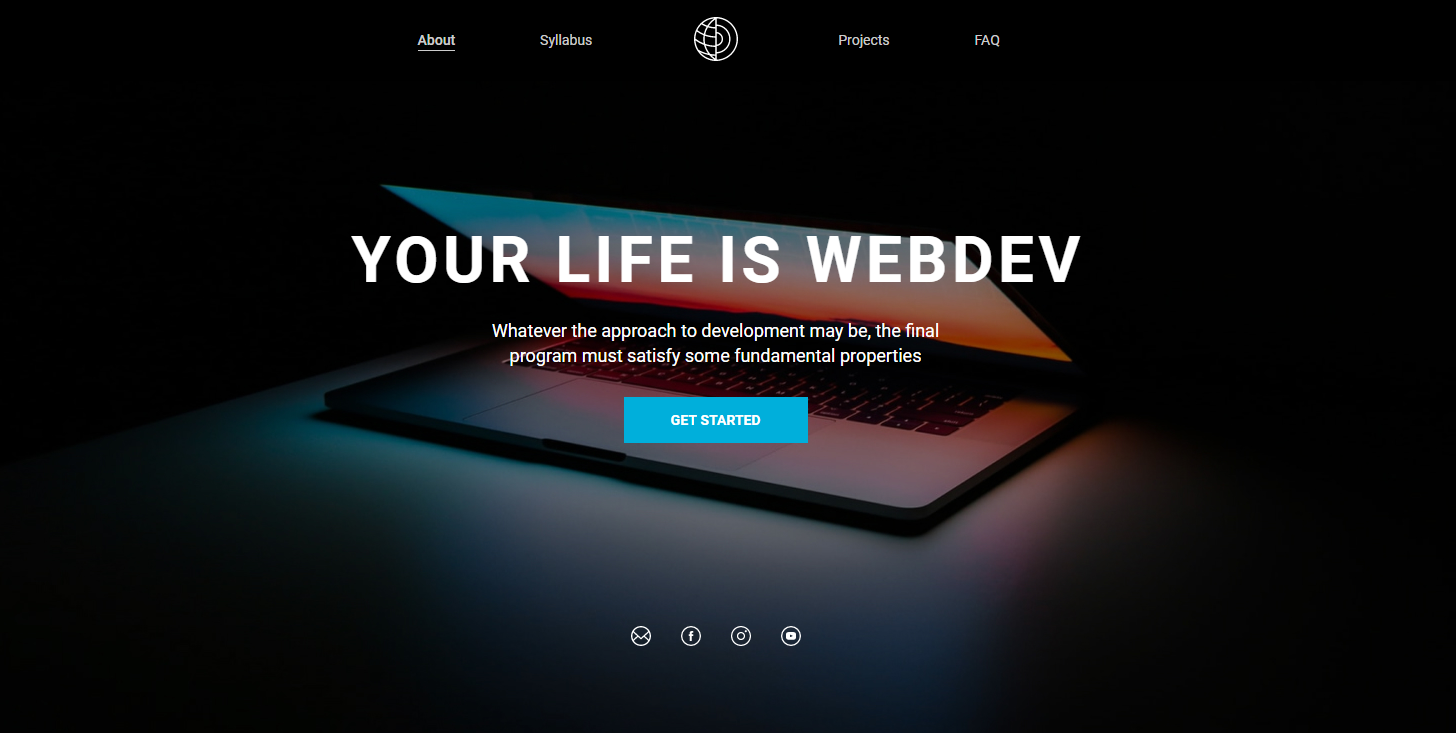 About
Syllabus
Projects
FAQ
YOUR LIFE IS WEBDEV
Whatever the approach to development may be, the final
program must satisfy some fundamental properties
GET STARTED